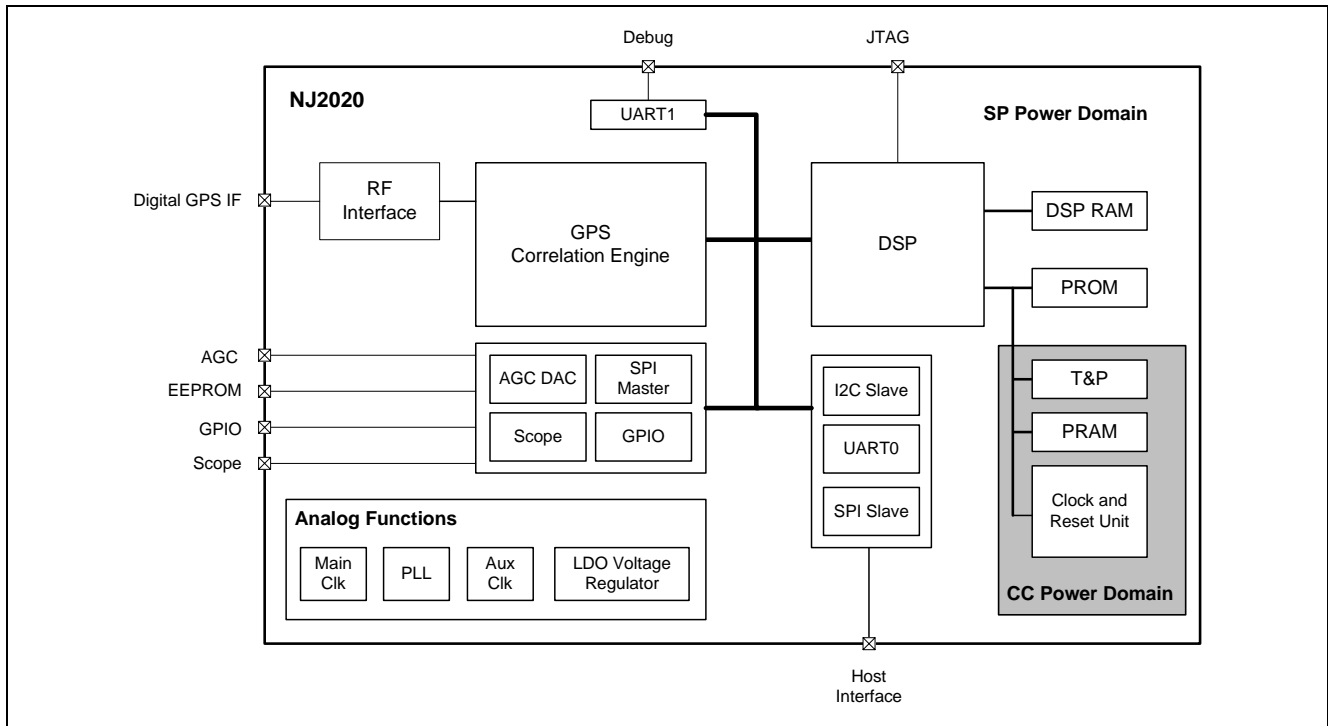 Debug
JTAG
NJ2020
SP Power Domain
UART1
Digital GPS IF
RF
Interface
GPS
Correlation Engine
DSP
DSP RAM
PROM
AGC
EEPROM
GPIO
Scope
AGC DAC
SPI
Master
Scope
GPIO
I2C Slave
UART0
SPI Slave
T&P
PRAM
Clock and
Reset Unit
CC Power Domain
Analog Functions
Main
Clk
PLL
Aux
Clk
LDO Voltage
Regulator
Host
Interface